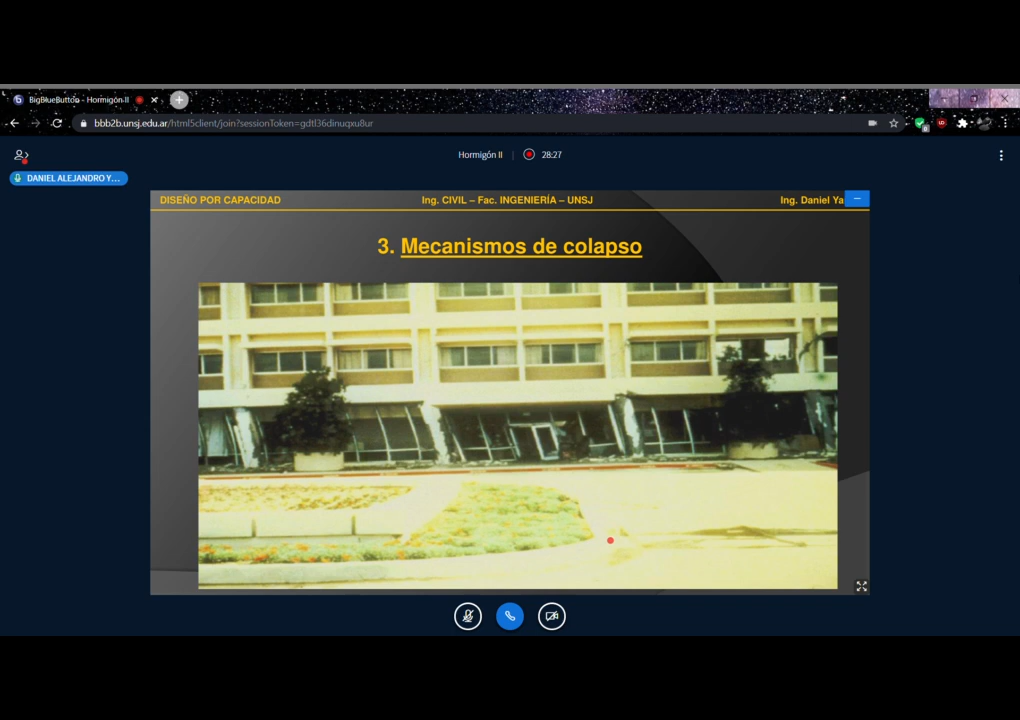 BigBlueButton - Hormigón II
bbb2b.unsj.edu.ar/html5client/join?sessionToken=gdtl36dinuqxu8ur
Hormigón II | 28:27
DANIEL ALEJANDRO Y...
DISEÑO POR CAPACIDAD Ing. CIVIL – Fac. INGENIERÍA – UNSJ Ing. Daniel Ya
3. Mecanismos de colapso